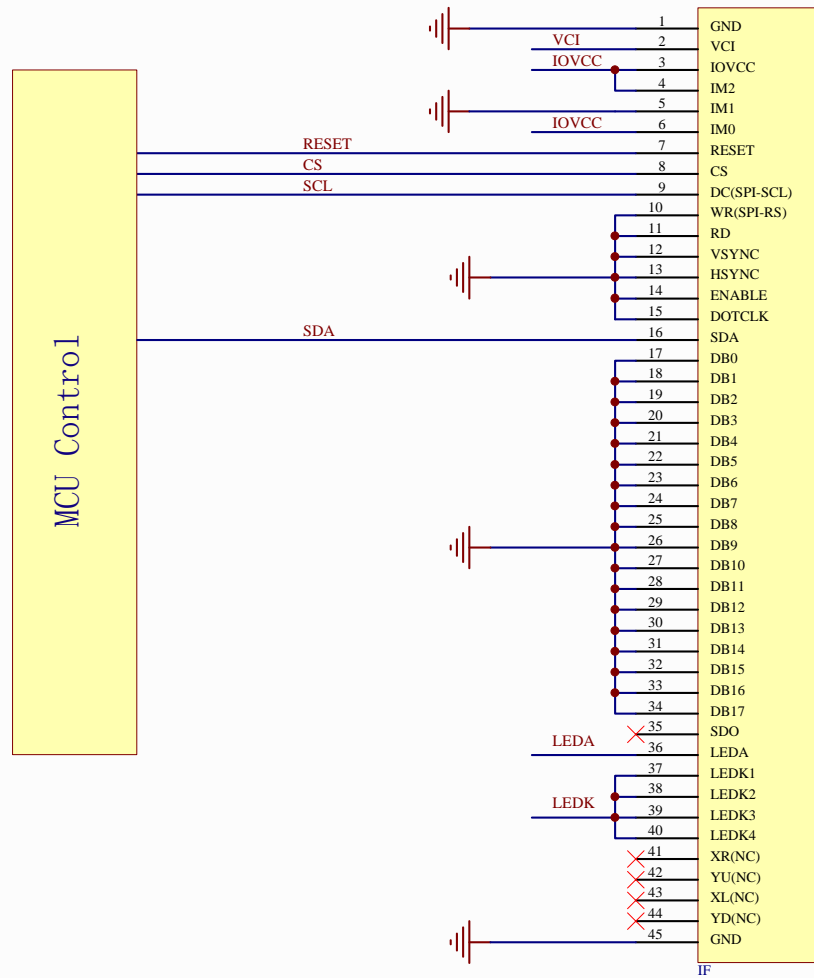 1 GND
VCI 2 VCI
IOVCC 3 IOVCC
4 IM2
5 IM1
IOVCC 6 IM0
RESET 7 RESET
CS 8 CS
SCL 9 DC(SPI-SCL)
10 WR(SPI-RS)
11 RD
12 VSYNC
13 HSYNC
14 ENABLE
15 DOTCLK
SDA 16 SDA
MCU Control
17 DB0
18 DB1
19 DB2
20 DB3
21 DB4
22 DB5
23 DB6
24 DB7
25 DB8
26 DB9
27 DB10
28 DB11
29 DB12
30 DB13
31 DB14
32 DB15
33 DB16
34 DB17
35 SDO
LEDA 36 LEDA
37 LEDK1
38 LEDK2
LEDK 39 LEDK3
40 LEDK4
41 XR(NC)
42 YU(NC)
43 XL(NC)
44 YD(NC)
45 GND
IF